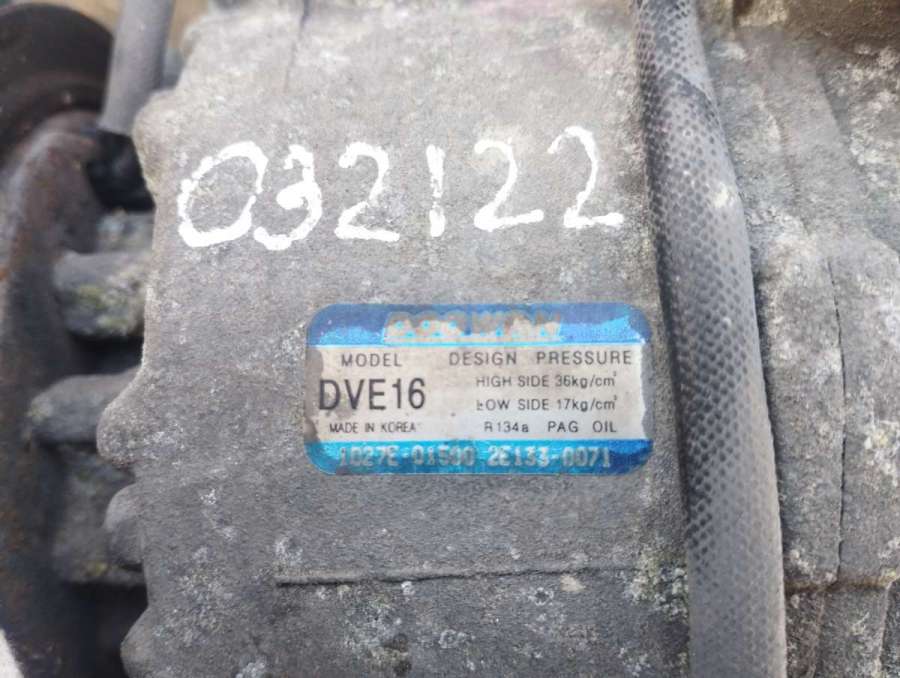 032122
DOOWON
MODEL DESIGN PRESSURE
DVE16
HIGH SIDE 36kg/cm²
LOW SIDE 17kg/cm²
MADE IN KOREA R134a PAG OIL
1027E-01500 2E133-0071